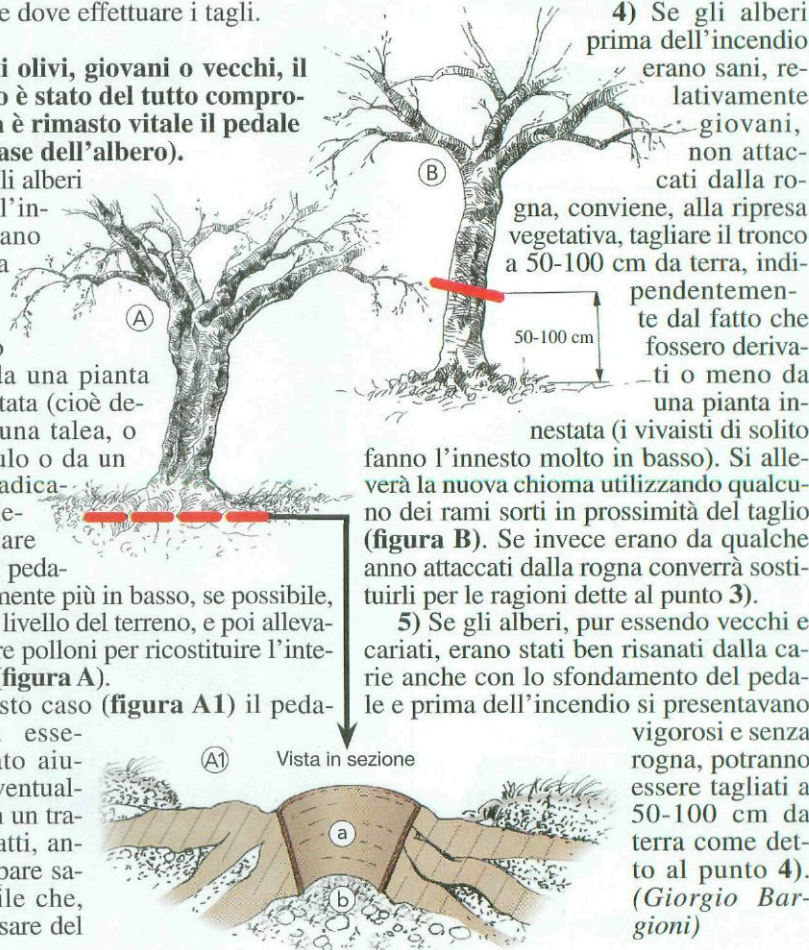 e dove effettuare i tagli.
i olivi, giovani o vecchi, il
o è stato del tutto compro-
è rimasto vitale il pedale
ase dell'albero).
li alberi
l'in-
ano
a
A
o
la una pianta
tata (cioè de-
una talea, o
ulo o da un
adica-
e-
are
peda-
mente più in basso, se possibile,
livello del terreno, e poi alleva-
re polloni per ricostituire l'inte-
(figura A).
sto caso (figura A1) il peda-
esse-
to aiu-
ventual-
n un tra-
atti, an-
pare sa-
ile che,
sare del
A1 Vista in sezione
a
b
B
50-100 cm
4) Se gli alberi
prima dell'incendio
erano sani, re-
lativamente
giovani,
non attac-
cati dalla ro-
gna, conviene, alla ripresa
vegetativa, tagliare il tronco
a 50-100 cm da terra, indi-
pendentemen-
te dal fatto che
fossero deriva-
ti o meno da
una pianta in-
nestata (i vivaisti di solito
fanno l'innesto molto in basso). Si alle-
verà la nuova chioma utilizzando qualcu-
no dei rami sorti in prossimità del taglio
(figura B). Se invece erano da qualche
anno attaccati dalla rogna converrà sosti-
tuirli per le ragioni dette al punto 3).
5) Se gli alberi, pur essendo vecchi e
cariati, erano stati ben risanati dalla ca-
rie anche con lo sfondamento del peda-
le e prima dell'incendio si presentavano
vigorosi e senza
rogna, potranno
essere tagliati a
50-100 cm da
terra come det-
to al punto 4).
(Giorgio Bar-
gioni)